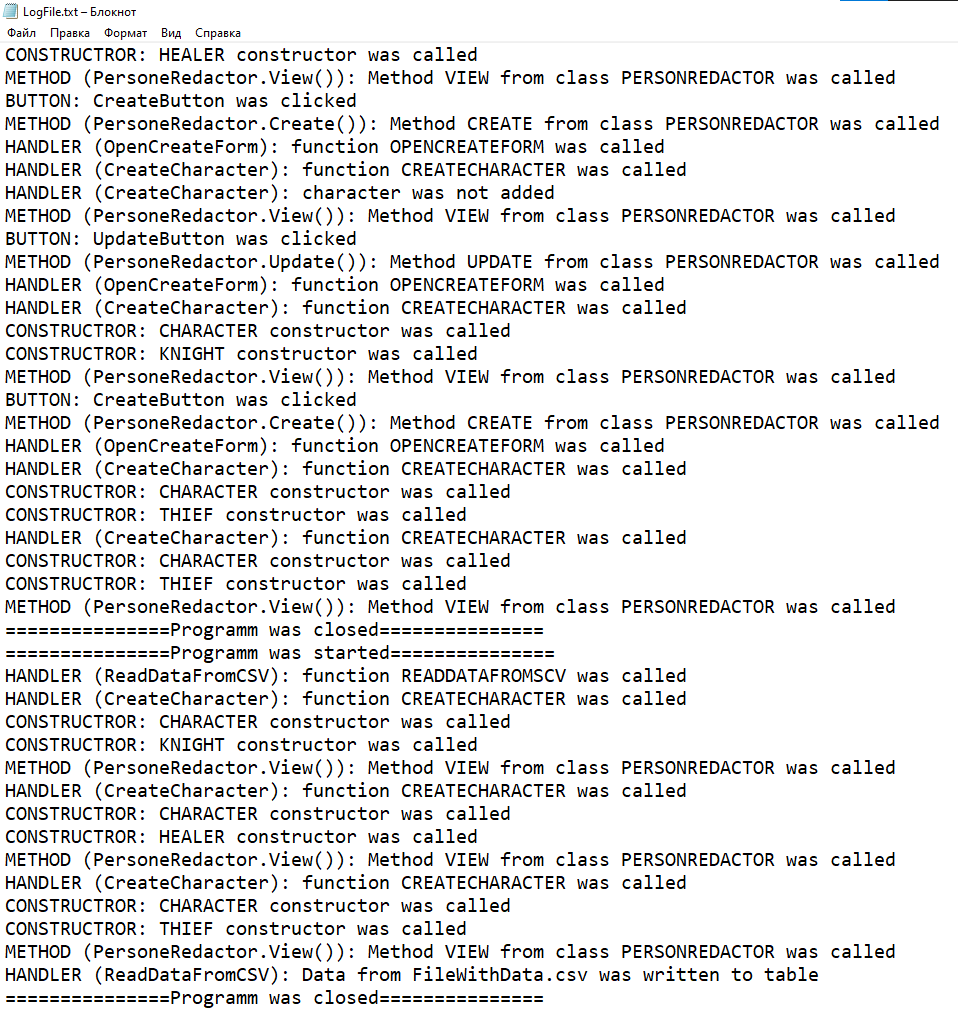 LogFile.txt – Блокнот
Файл Правка Формат Вид Справка
CONSTRUCTROR: HEALER constructor was called
METHOD (PersoneRedactor.View()): Method VIEW from class PERSONREDACTOR was called
BUTTON: CreateButton was clicked
METHOD (PersoneRedactor.Create()): Method CREATE from class PERSONREDACTOR was called
HANDLER (OpenCreateForm): function OPENCREATEFORM was called
HANDLER (CreateCharacter): function CREATECHARACTER was called
HANDLER (CreateCharacter): character was not added
METHOD (PersoneRedactor.View()): Method VIEW from class PERSONREDACTOR was called
BUTTON: UpdateButton was clicked
METHOD (PersoneRedactor.Update()): Method UPDATE from class PERSONREDACTOR was called
HANDLER (OpenCreateForm): function OPENCREATEFORM was called
HANDLER (CreateCharacter): function CREATECHARACTER was called
CONSTRUCTROR: CHARACTER constructor was called
CONSTRUCTROR: KNIGHT constructor was called
METHOD (PersoneRedactor.View()): Method VIEW from class PERSONREDACTOR was called
BUTTON: CreateButton was clicked
METHOD (PersoneRedactor.Create()): Method CREATE from class PERSONREDACTOR was called
HANDLER (OpenCreateForm): function OPENCREATEFORM was called
HANDLER (CreateCharacter): function CREATECHARACTER was called
CONSTRUCTROR: CHARACTER constructor was called
CONSTRUCTROR: THIEF constructor was called
HANDLER (CreateCharacter): function CREATECHARACTER was called
CONSTRUCTROR: CHARACTER constructor was called
CONSTRUCTROR: THIEF constructor was called
METHOD (PersoneRedactor.View()): Method VIEW from class PERSONREDACTOR was called
===============Programm was closed===============
===============Programm was started===============
HANDLER (ReadDataFromCSV): function READDATAFROMSCV was called
HANDLER (CreateCharacter): function CREATECHARACTER was called
CONSTRUCTROR: CHARACTER constructor was called
CONSTRUCTROR: KNIGHT constructor was called
METHOD (PersoneRedactor.View()): Method VIEW from class PERSONREDACTOR was called
HANDLER (CreateCharacter): function CREATECHARACTER was called
CONSTRUCTROR: CHARACTER constructor was called
CONSTRUCTROR: HEALER constructor was called
METHOD (PersoneRedactor.View()): Method VIEW from class PERSONREDACTOR was called
HANDLER (CreateCharacter): function CREATECHARACTER was called
CONSTRUCTROR: CHARACTER constructor was called
CONSTRUCTROR: THIEF constructor was called
METHOD (PersoneRedactor.View()): Method VIEW from class PERSONREDACTOR was called
HANDLER (ReadDataFromCSV): Data from FileWithData.csv was written to table
===============Programm was closed===============